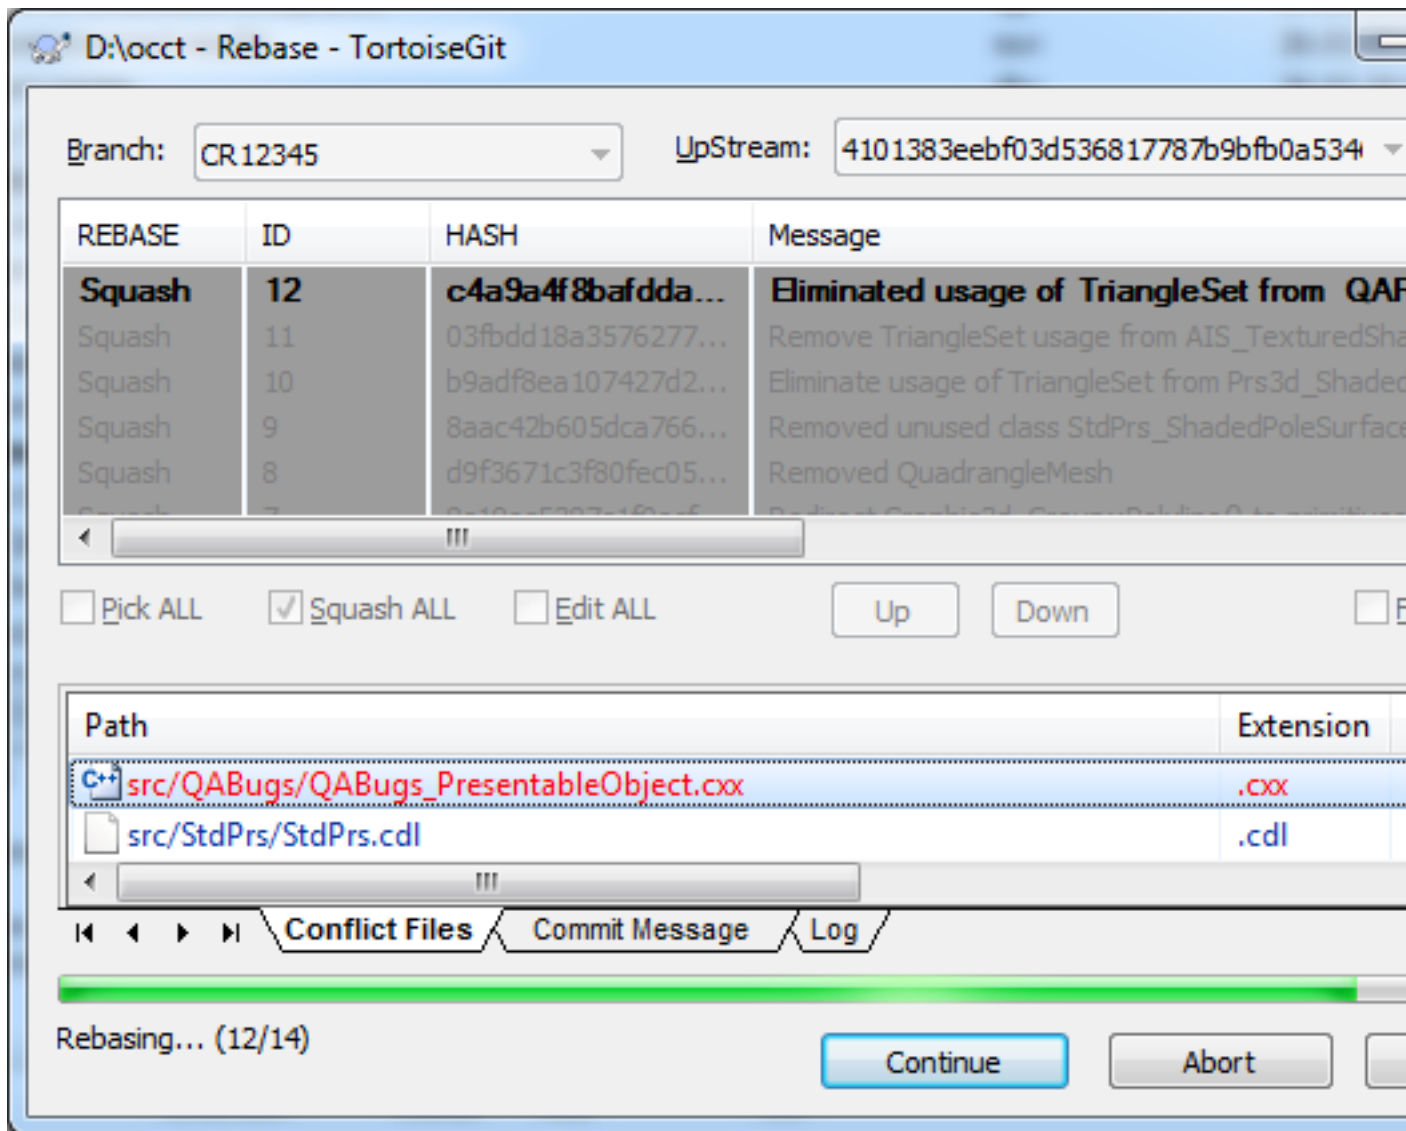 D:\occt - Rebase - TortoiseGit
Branch: CR12345 UpStream: 4101383eebf03d536817787b9bfb0a534
REBASE ID HASH Message
Squash 12 c4a9a4f8bafdda... Eliminated usage of TriangleSet from QA
Squash 11 03fbdd18a3576277... Remove TriangleSet usage from AIS_TexturedSha
Squash 10 b9adf8ea107427d2... Eliminate usage of TriangleSet from Prs3d_Shaded
Squash 9 8aac42b605dca766... Removed unused class StdPrs_ShadedPoleSurface
Squash 8 d9f3671c3f80fec05... Removed QuadrangleMesh
Pick ALL Squash ALL Edit ALL Up Down
Path Extension
src/QABugs/QABugs_PresentableObject.cxx .cxx
src/StdPrs/StdPrs.cdl .cdl
Conflict Files Commit Message Log
Rebasing... (12/14)
Continue Abort